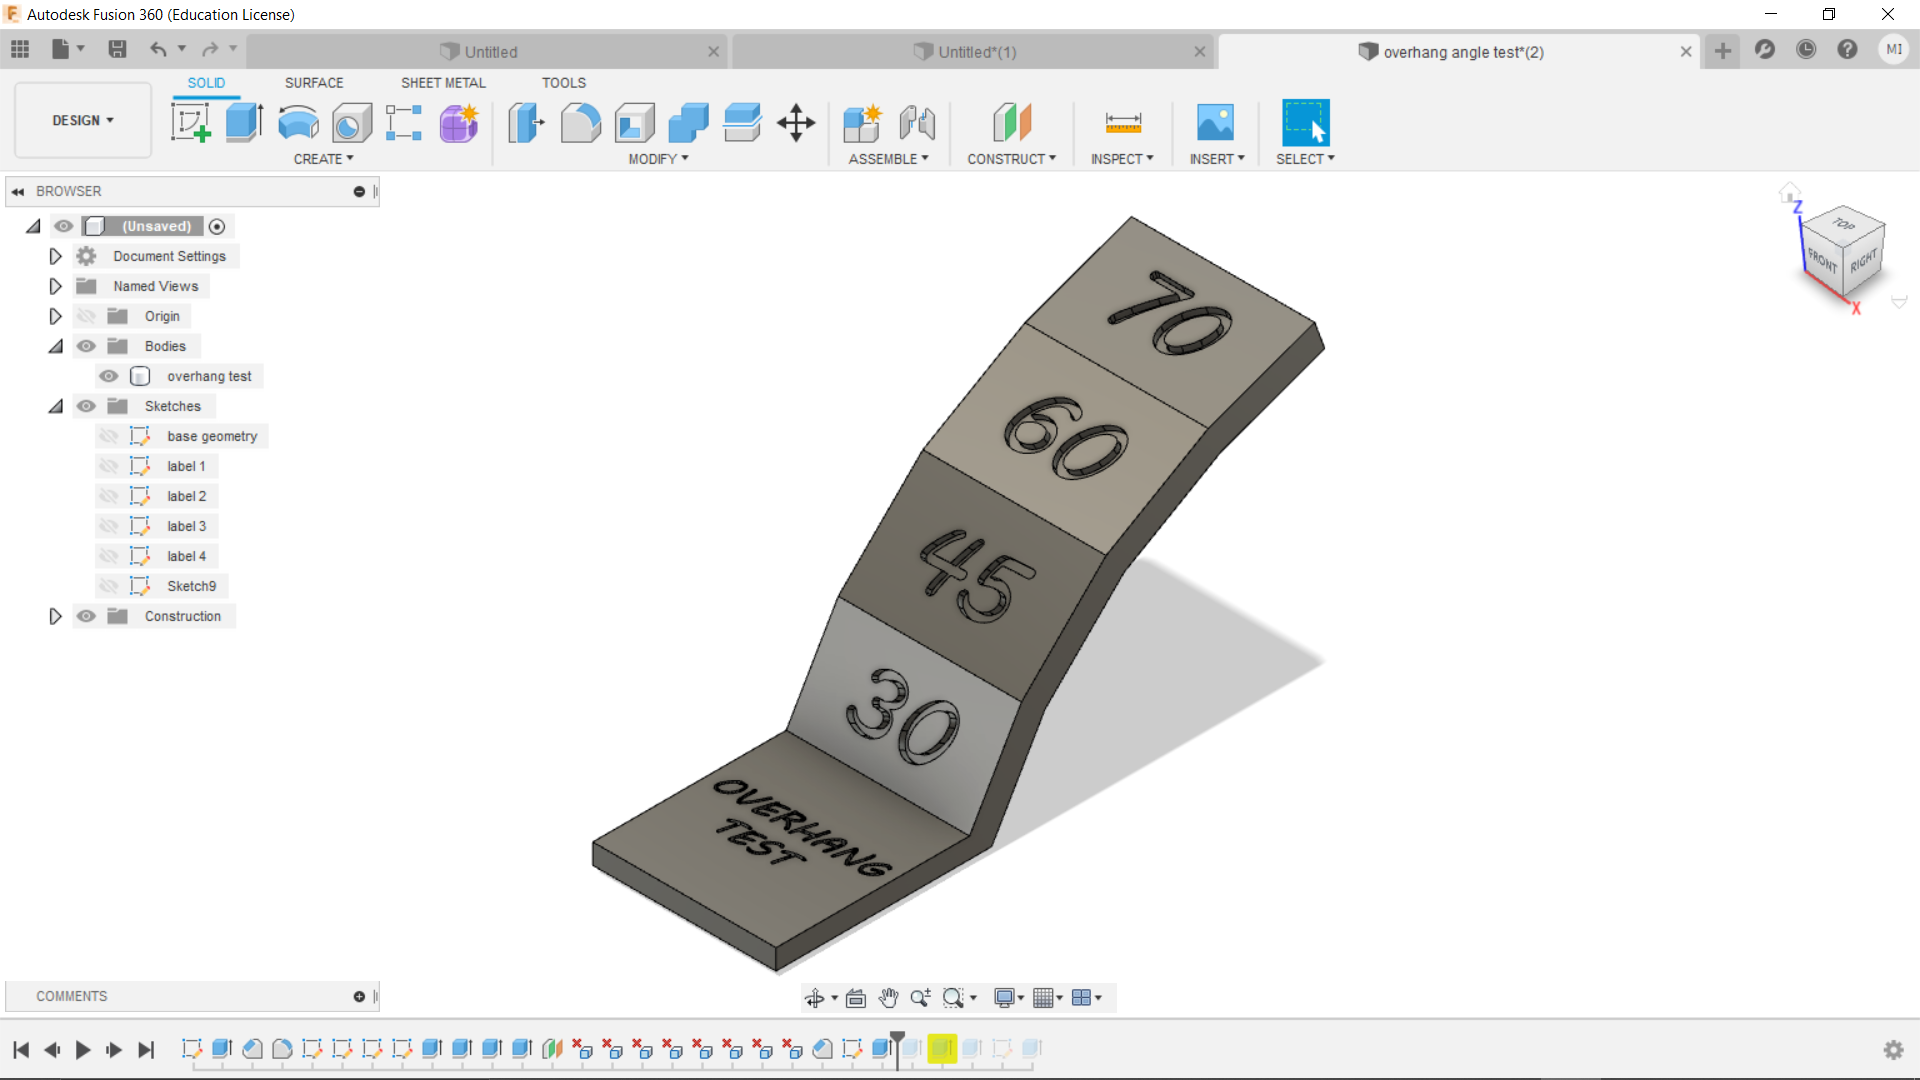 Autodesk Fusion 360 (Education License)
Untitled
Untitled*(1)
overhang angle test*(2)
MI
SOLID
SURFACE
SHEET METAL
TOOLS
DESIGN
CREATE
MODIFY
ASSEMBLE
CONSTRUCT
INSPECT
INSERT
SELECT
BROWSER
(Unsaved)
Document Settings
Named Views
Origin
Bodies
overhang test
Sketches
base geometry
label 1
label 2
label 3
label 4
Sketch9
Construction
Z
TOP
FRONT
RIGHT
X
70
60
45
30
OVERHANG
TEST
COMMENTS